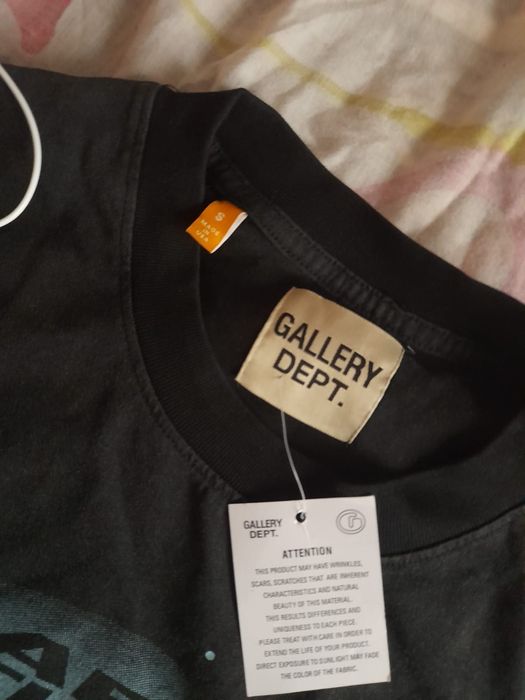 S
MADE
IN
USA
GALLERY
DEPT.
GALLERY
DEPT.
ATTENTION
THIS PRODUCT MAY HAVE WRINKLES,
SCARS, SCRATCHES THAT ARE INHERENT
CHARACTERISTICS AND NATURAL
BEAUTY OF THIS MATERIAL.
THIS RESULTS DIFFERENCES AND
UNIQUENESS TO EACH PIECE.
PLEASE TREAT WITH CARE IN ORDER TO
EXTEND THE LIFE OF YOUR PRODUCT.
DIRECT EXPOSURE TO SUNLIGHT MAY FADE
THE COLOR OF THE FABRIC.